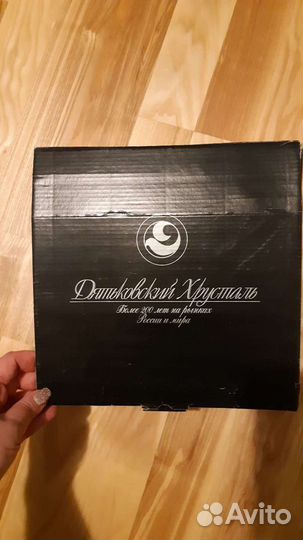 Дятьковский Хрусталь
Более 200 лет на рынках
России и мира
Avito